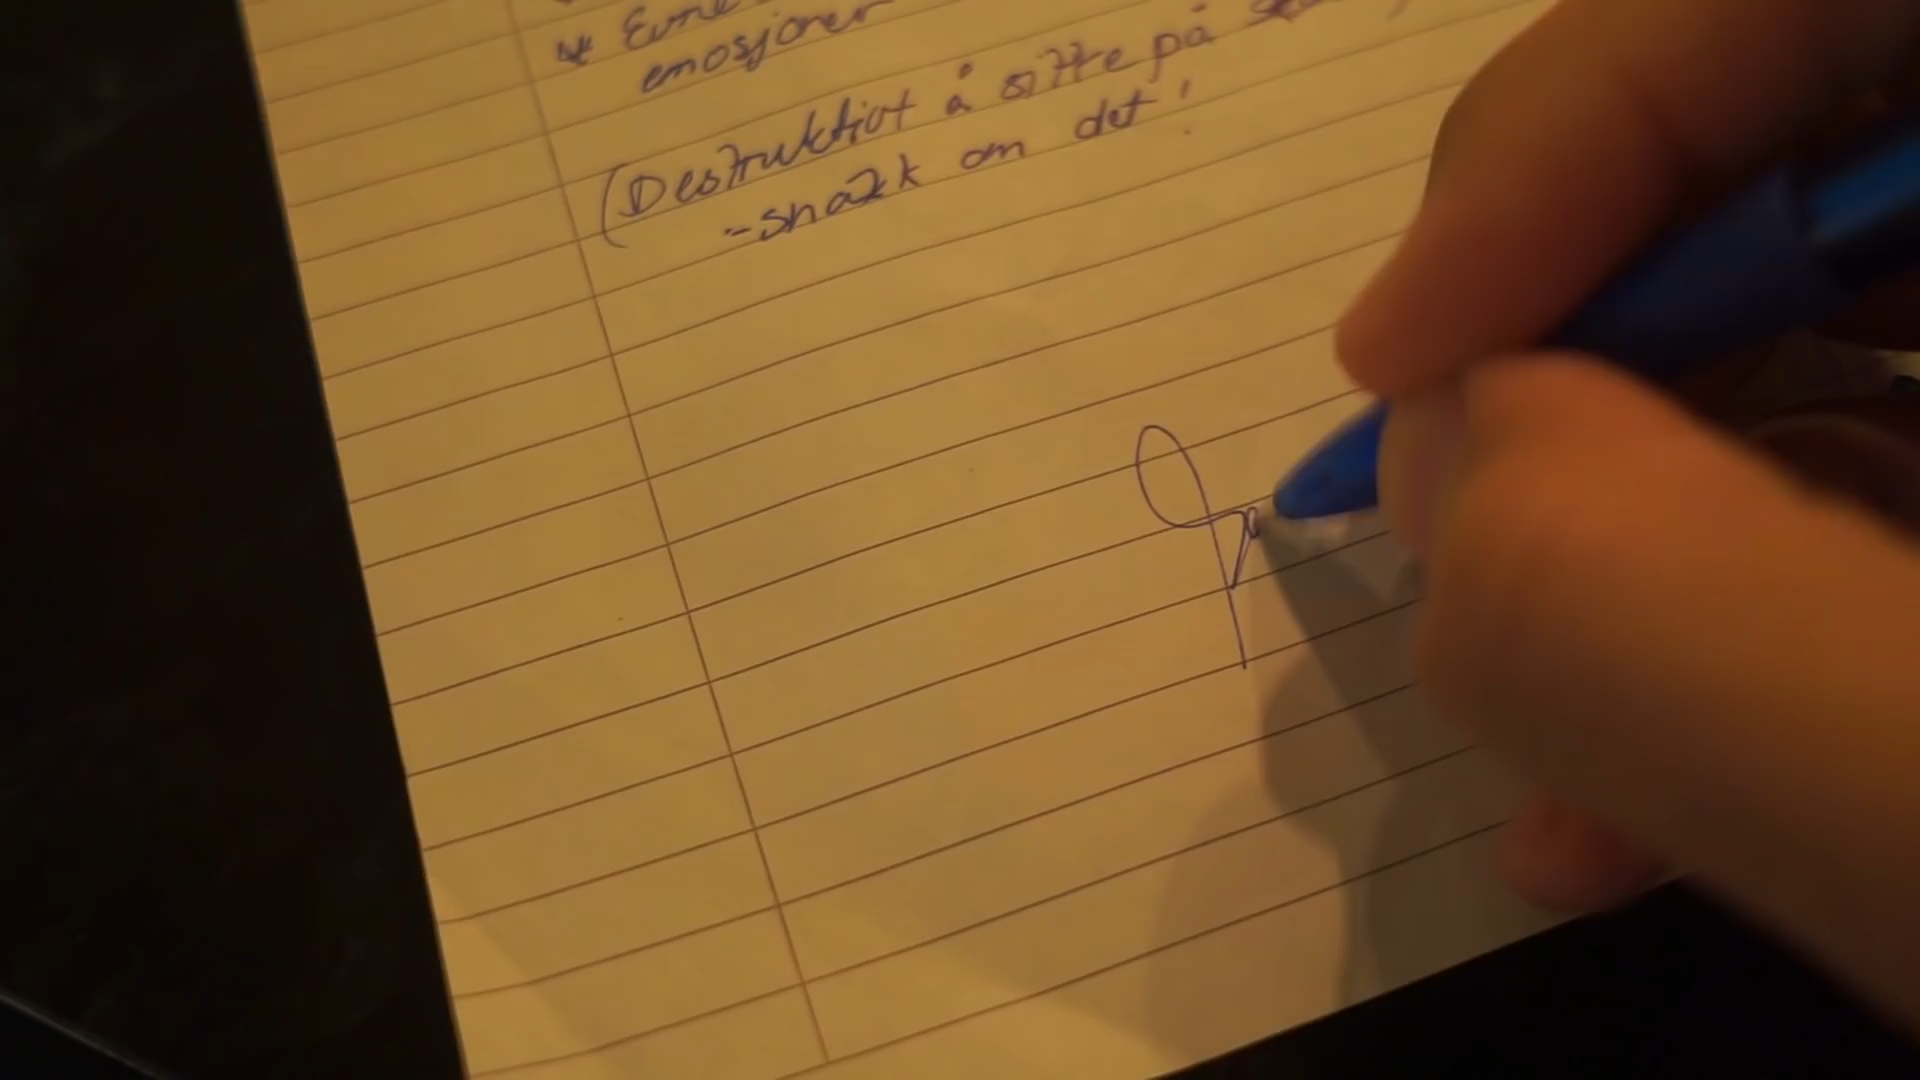 * Evne
emosjoner
(Destruktivt å sitte på
- snakk om det!